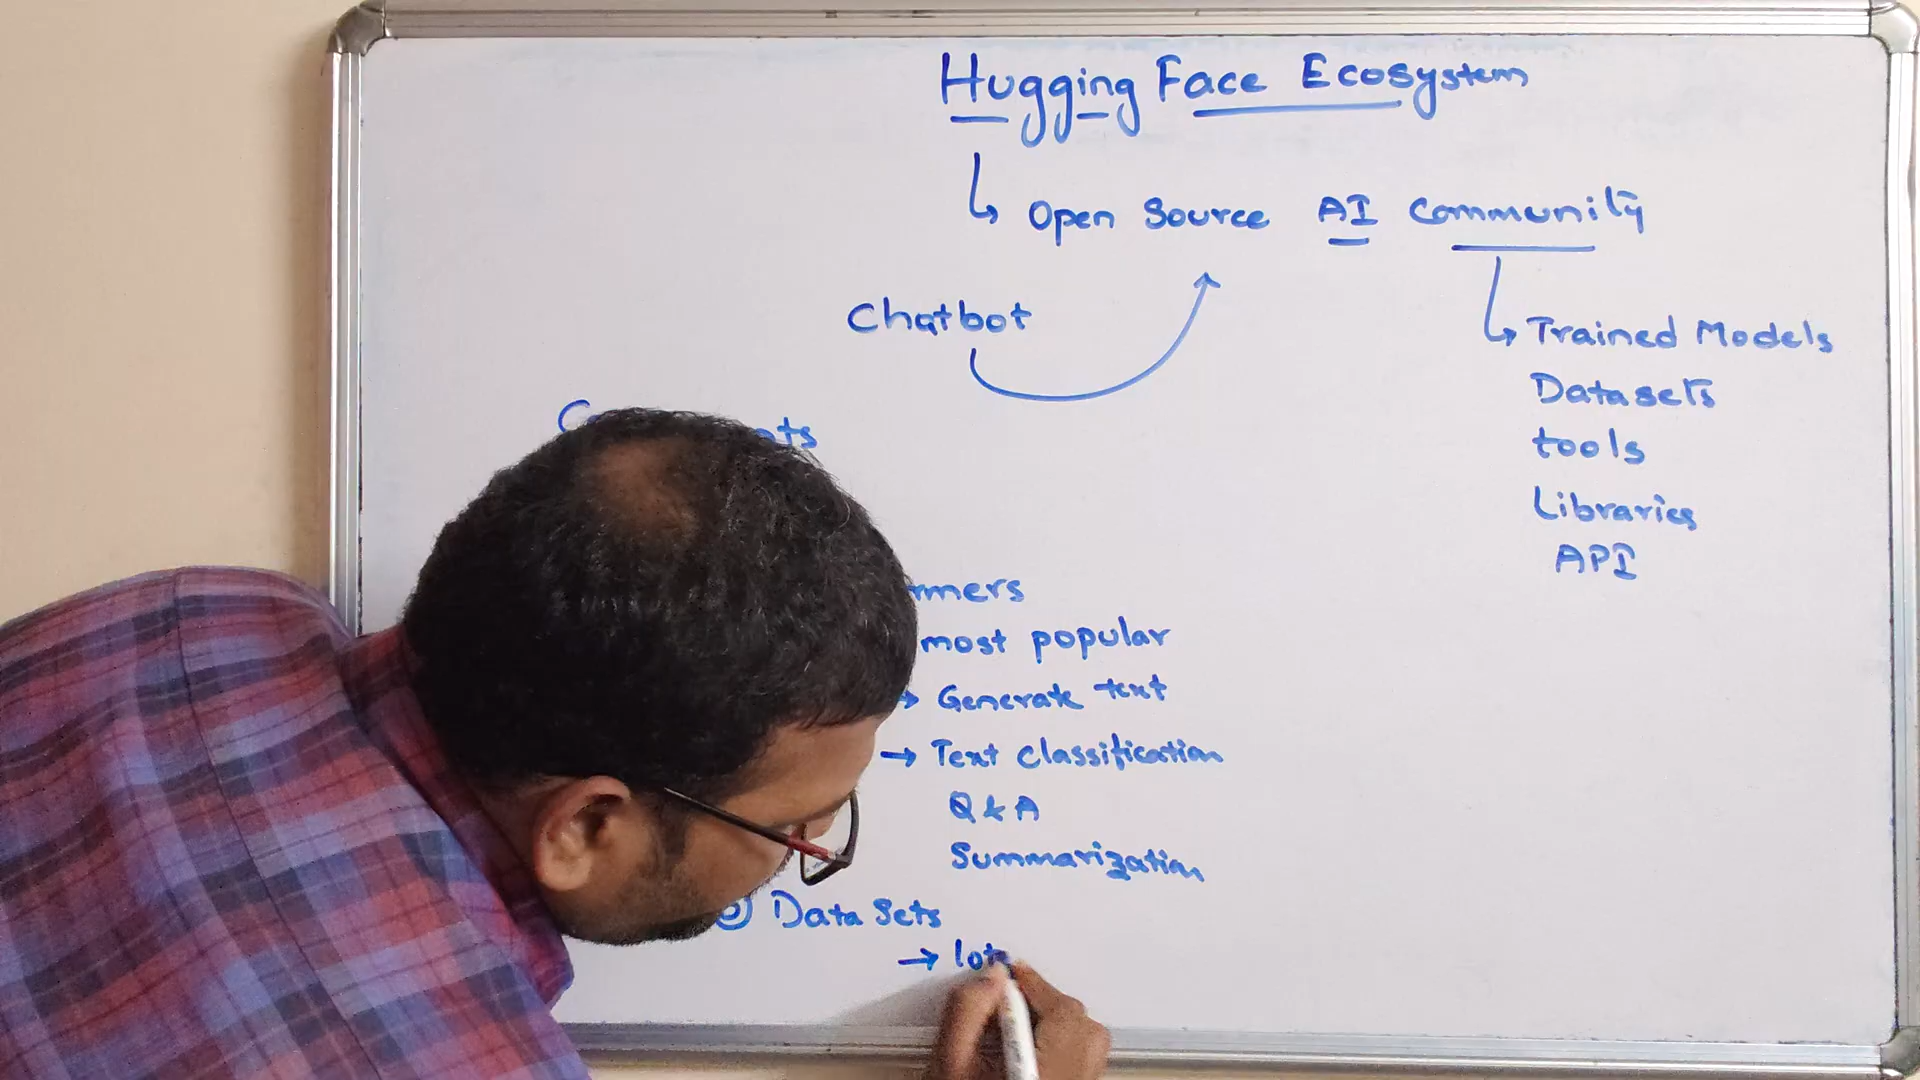 Hugging Face Ecosystem
↳ Open Source AI Community
Chatbot
↳ Trained Models
Datasets
tools
Libraries
API
most popular
→ Generate text
→ Text classification
Q & A
Summarization
Data Sets
→ lots